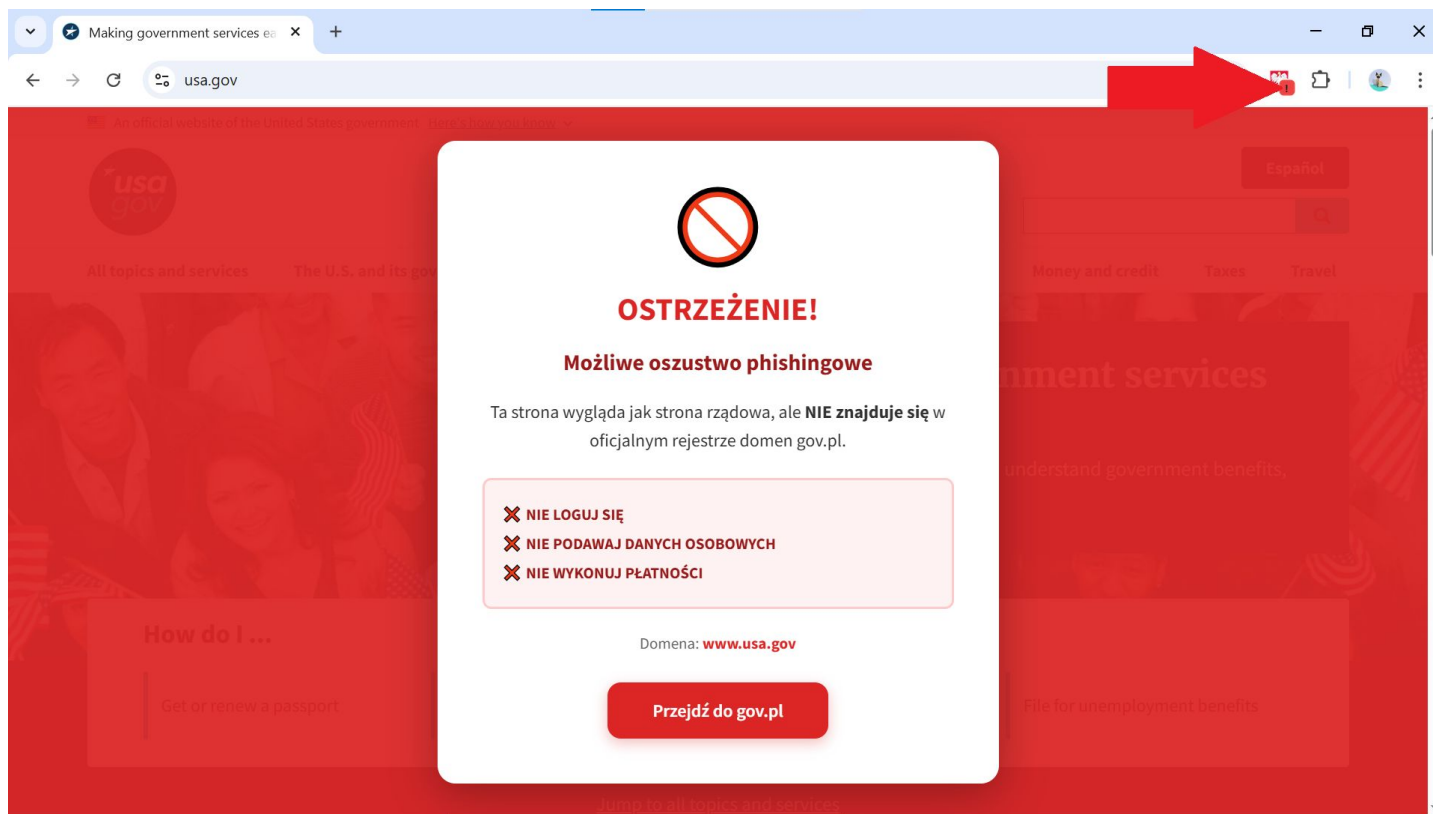 Making government services ea
usa.gov
An official website of the United States government Here's how you know
usa
gov
Español
All topics and services The U.S. and its gov Money and credit Taxes Travel
OSTRZEŻENIE!
Możliwe oszustwo phishingowe
nment services
Ta strona wygląda jak strona rządowa, ale NIE znajduje się w
oficjalnym rejestrze domen gov.pl.
understand government benefits,
NIE LOGUJ SIĘ
NIE PODAWAJ DANYCH OSOBOWYCH
NIE WYKONUJ PŁATNOŚCI
How do I ...
Domena: www.usa.gov
Get or renew a passport
Przejdź do gov.pl
File for unemployment benefits
Jump to all topics and services